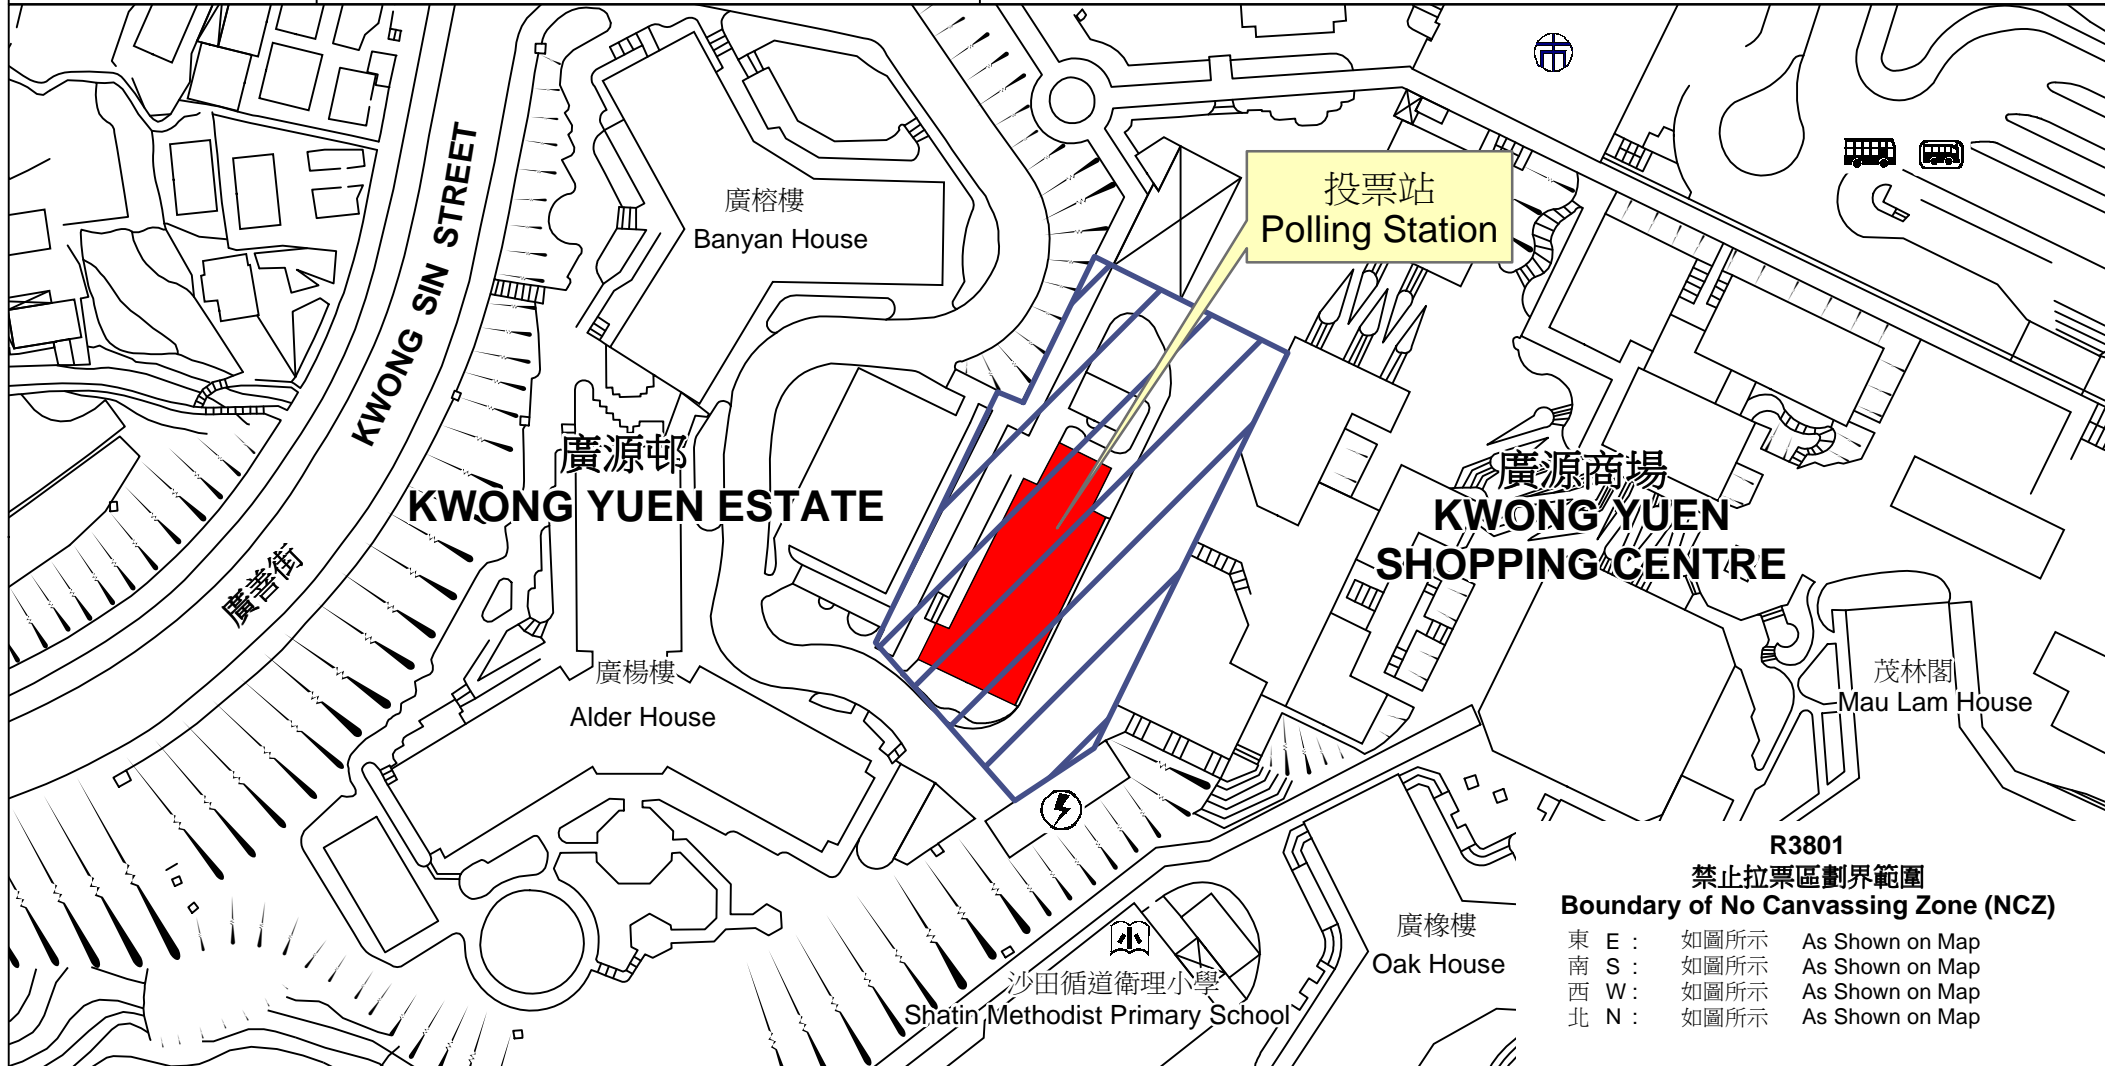 投票站
Polling Station
廣榕樓
Banyan House
KWONG SIN STREET
廣善街
廣源邨
KWONG YUEN ESTATE
廣源商場
KWONG YUEN
SHOPPING CENTRE
廣楊樓
Alder House
茂林閣
Mau Lam House
廣橡樓
Oak House
沙田循道衞理小學
Shatin Methodist Primary School
R3801
禁止拉票區劃界範圍
Boundary of No Canvassing Zone (NCZ)
東 E : 如圖所示 As Shown on Map
南 S : 如圖所示 As Shown on Map
西 W : 如圖所示 As Shown on Map
北 N : 如圖所示 As Shown on Map